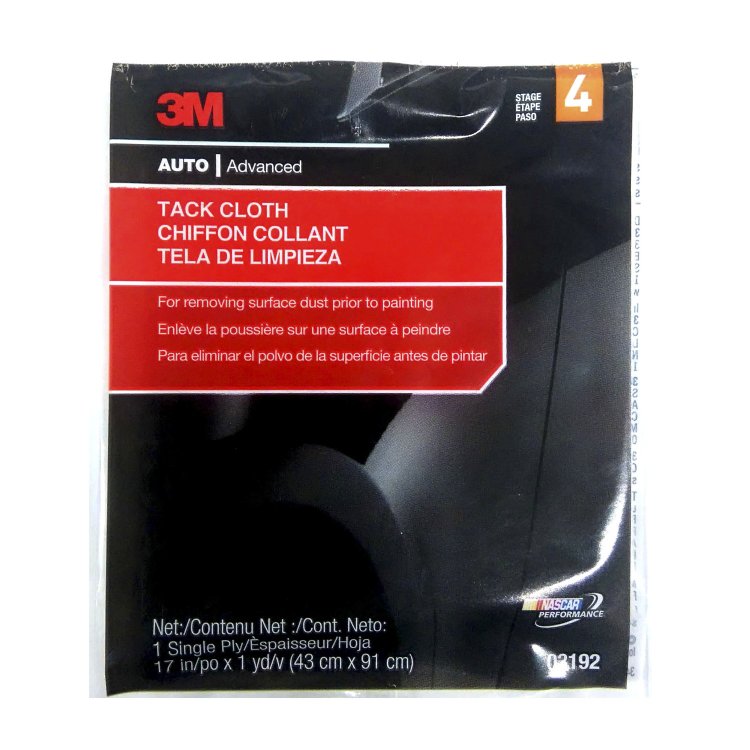 3M
STAGE
ÉTAPE
PASO
4
AUTO | Advanced
TACK CLOTH
CHIFFON COLLANT
TELA DE LIMPIEZA
For removing surface dust prior to painting
Enlève la poussière sur une surface à peindre
Para eliminar el polvo de la superficie antes de pintar
NASCAR
PERFORMANCE
Net:/Contenu Net :/Cont. Neto:
1 Single Ply/Èspaisseur/Hoja
17 in/po x 1 yd/v (43 cm x 91 cm)
03192